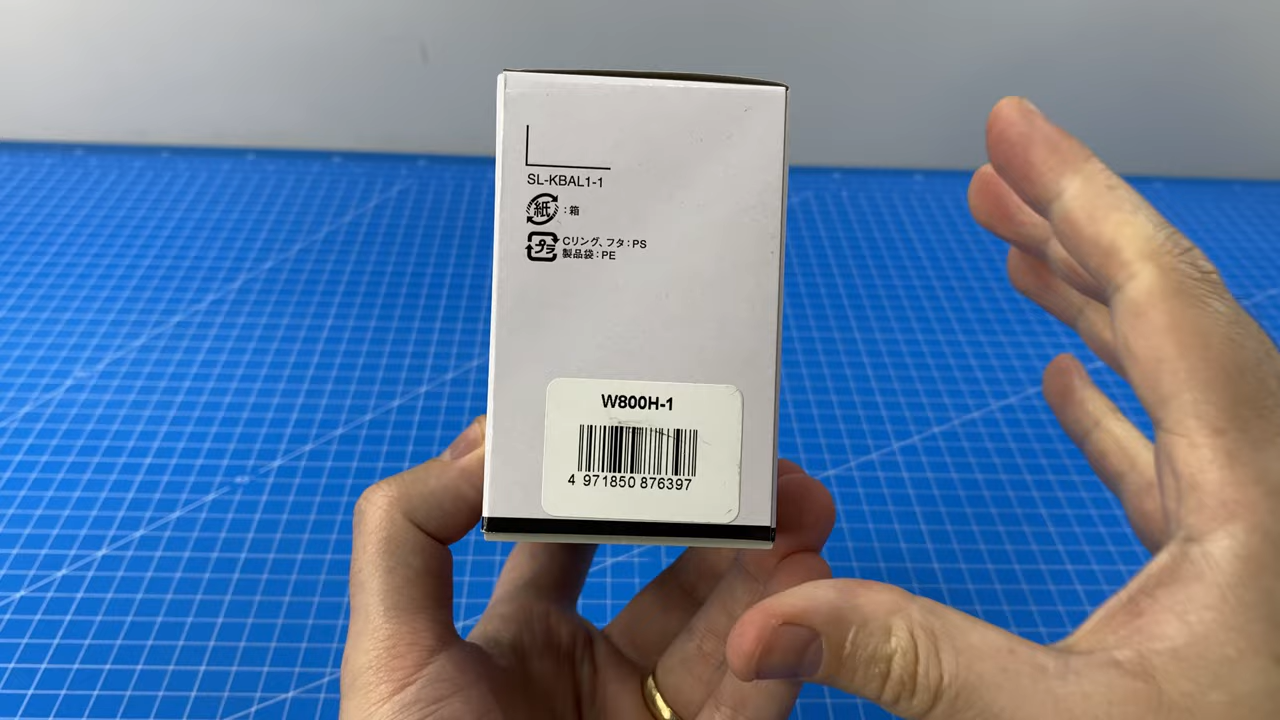 SL-KBAL1-1
紙 : 箱
プラ Cリング、フタ : PS
製品袋 : PE
W800H-1
4 971850 876397